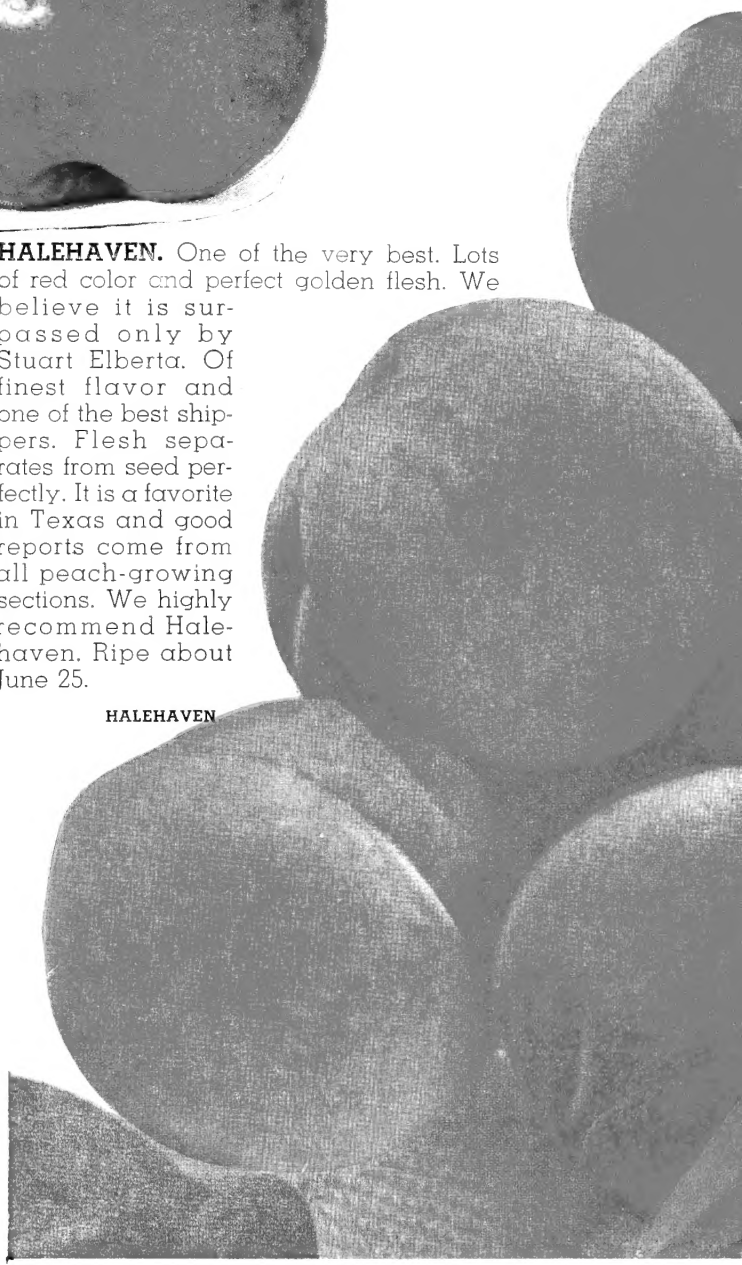 HALEHAVEN. One of the very best. Lots
of red color and perfect golden flesh. We
believe it is sur-
passed only by
Stuart Elberta. Of
finest flavor and
one of the best ship-
pers. Flesh sepa-
rates from seed per-
fectly. It is a favorite
in Texas and good
reports come from
all peach-growing
sections. We highly
recommend Hale-
haven. Ripe about
June 25.
HALEHAVEN